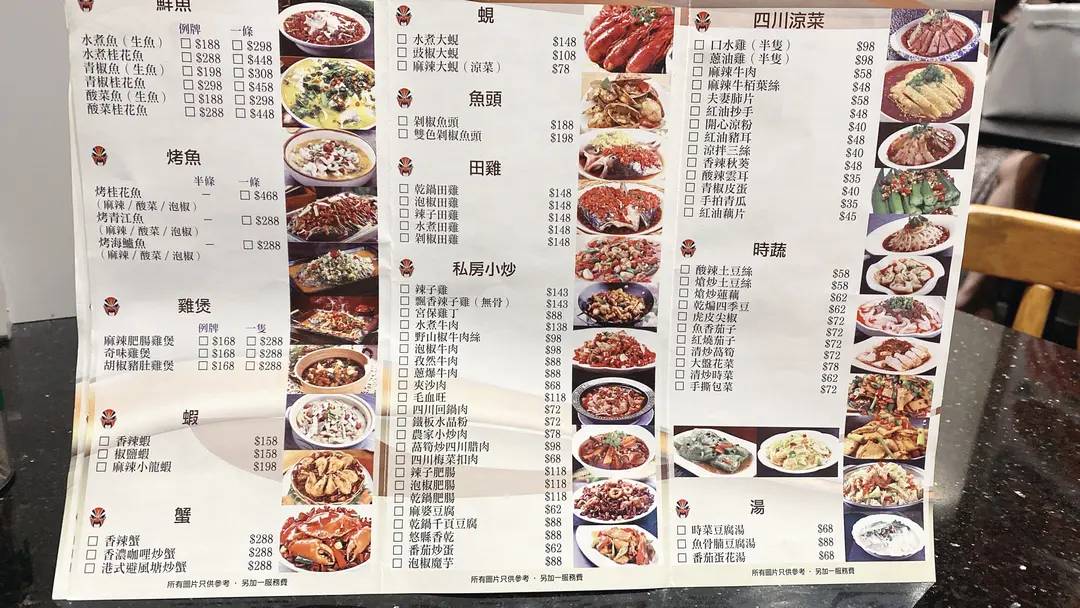 鮮魚
例牌 一條
水煮魚（生魚） □ $188 □ $298
水煮桂花魚 □ $288 □ $448
青椒魚（生魚） □ $198 □ $308
青椒桂花魚 □ $298 □ $458
酸菜魚（生魚） □ $188 □ $298
酸菜桂花魚 □ $288 □ $448
烤魚
半條 一條
烤桂花魚 － □ $468
（麻辣/酸菜/泡椒）
烤青江魚 － □ $288
（麻辣/酸菜/泡椒）
烤海鱸魚 － □ $288
（麻辣/酸菜/泡椒）
雞煲
例牌 一隻
麻辣肥腸雞煲 □ $168 □ $288
奇味雞煲 □ $168 □ $288
胡椒豬肚雞煲 □ $168 □ $288
蝦
□ 香辣蝦 $158
□ 椒鹽蝦 $158
□ 麻辣小龍蝦 $198
蟹
□ 香辣蟹 $288
□ 香濃咖哩炒蟹 $288
□ 港式避風塘炒蟹 $288
所有圖片只供參考 · 另加一服務費
蜆
□ 水煮大蜆 $148
□ 豉椒大蜆 $108
□ 麻辣大蜆（涼菜） $78
魚頭
□ 剁椒魚頭 $188
□ 雙色剁椒魚頭 $198
田雞
□ 乾鍋田雞 $148
□ 泡椒田雞 $148
□ 辣子田雞 $148
□ 水煮田雞 $148
□ 剁椒田雞 $148
私房小炒
□ 辣子雞 $143
□ 飄香辣子雞（無骨） $143
□ 宮保雞丁 $88
□ 水煮牛肉 $138
□ 野山椒牛肉絲 $98
□ 泡椒牛肉 $98
□ 孜然牛肉 $88
□ 蔥爆牛肉 $88
□ 夾沙肉 $68
□ 毛血旺 $118
□ 四川回鍋肉 $72
□ 鐵板水晶粉 $72
□ 農家小炒肉 $78
□ 萵筍炒四川腊肉 $98
□ 四川梅菜扣肉 $68
□ 辣子肥腸 $118
□ 泡椒肥腸 $118
□ 乾鍋肥腸 $118
□ 麻婆豆腐 $62
□ 乾鍋千頁豆腐 $88
□ 悠縣香乾 $88
□ 番茄炒蛋 $62
□ 泡椒魔芋 $88
所有圖片只供參考 · 另加一服務費
四川涼菜
□ 口水雞（半隻） $98
□ 蔥油雞（半隻） $98
□ 麻辣牛肉 $58
□ 麻辣牛栢葉絲 $48
□ 夫妻肺片 $58
□ 紅油抄手 $48
□ 開心涼粉 $40
□ 紅油豬耳 $48
□ 涼拌三絲 $40
□ 香辣秋葵 $48
□ 酸辣雲耳 $35
□ 青椒皮蛋 $40
□ 手拍青瓜 $35
□ 紅油藕片 $45
時蔬
□ 酸辣土豆絲 $58
□ 熗炒土豆絲 $58
□ 熗炒蓮藕 $62
□ 乾煸四季豆 $62
□ 虎皮尖椒 $72
□ 魚香茄子 $72
□ 紅燒茄子 $72
□ 清炒萵筍 $72
□ 大盤花菜 $78
□ 清炒時菜 $62
□ 手撕包菜 $72
湯
□ 時菜豆腐湯 $68
□ 魚骨腩豆腐湯 $88
□ 番茄蛋花湯 $68
所有圖片只供參考 · 另加一服務費